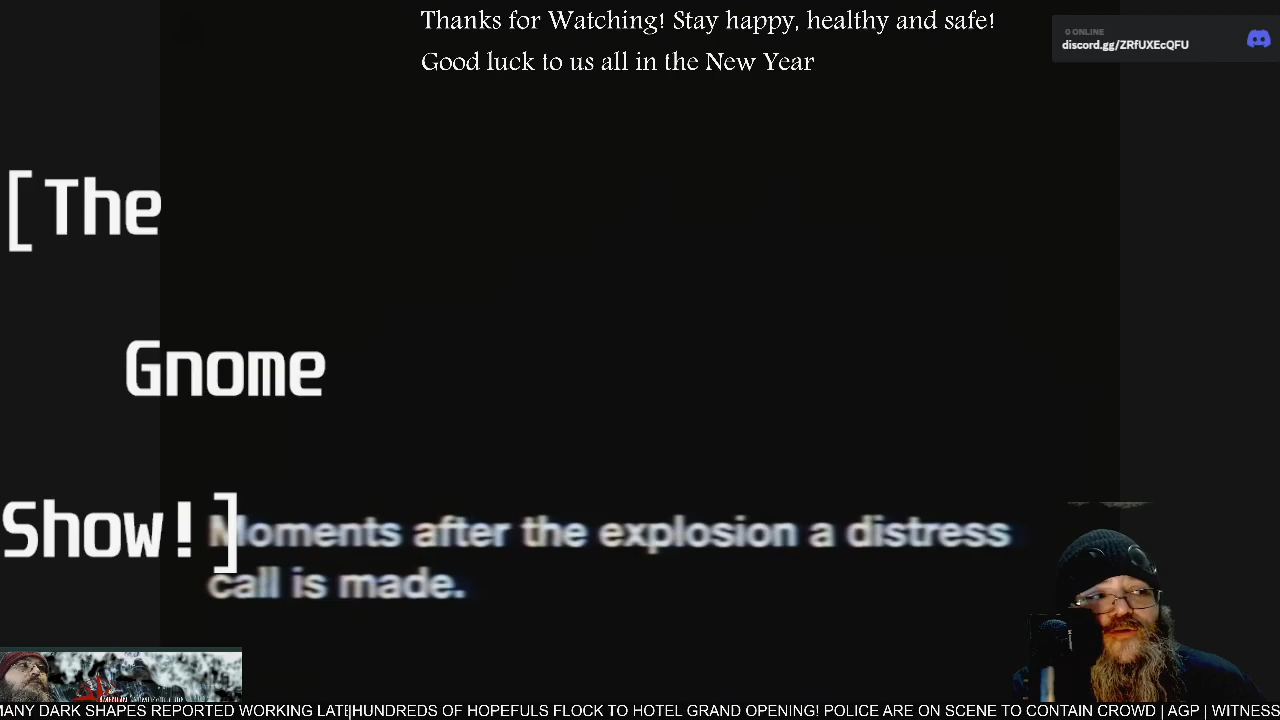 Thanks for Watching! Stay happy, healthy and safe!
Good luck to us all in the New Year
0 ONLINE
discord.gg/ZRfUXEcQFU
[The
Gnome
Show!]
Moments after the explosion a distress
call is made.
MANY DARK SHAPES REPORTED WORKING LATE|HUNDREDS OF HOPEFULS FLOCK TO HOTEL GRAND OPENING! POLICE ARE ON SCENE TO CONTAIN CROWD | AGP | WITNESS